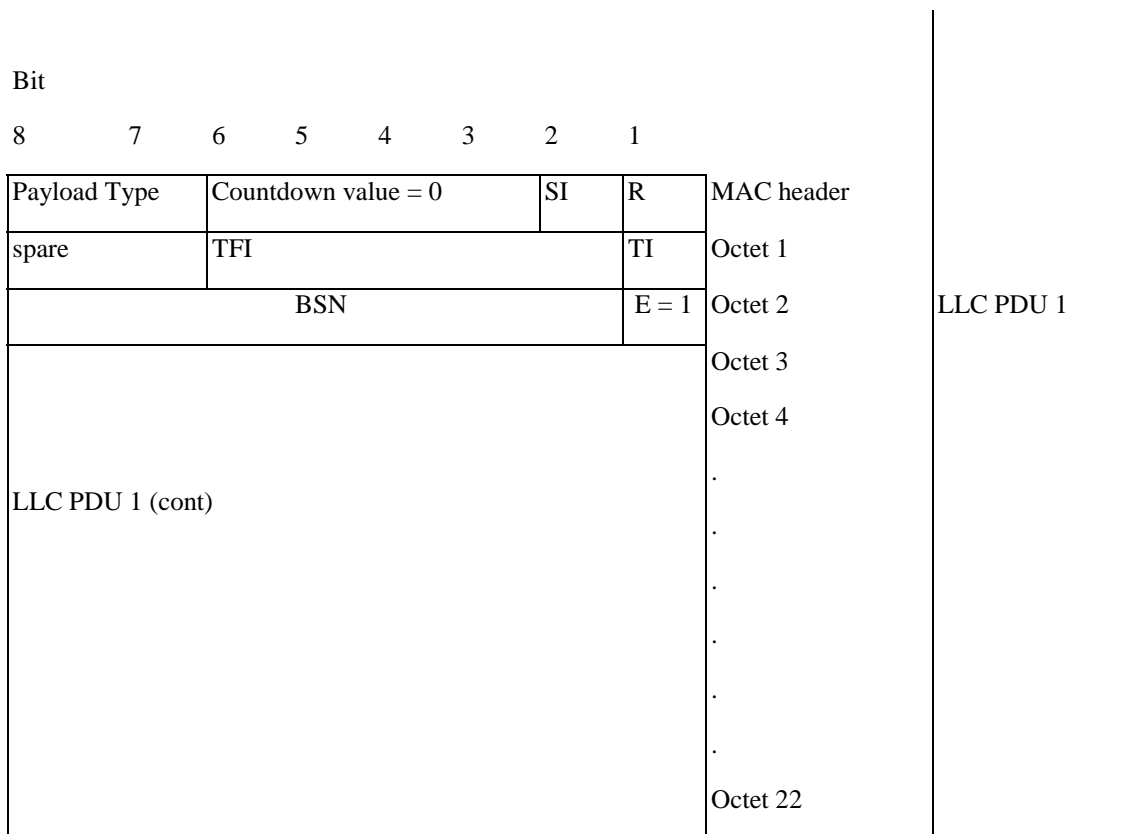 Bit
8 7 6 5 4 3 2 1
Payload Type Countdown value = 0 SI R MAC header
spare TFI TI Octet 1
BSN E = 1 Octet 2 LLC PDU 1
Octet 3
Octet 4
.
LLC PDU 1 (cont)
.
.
.
.
.
Octet 22